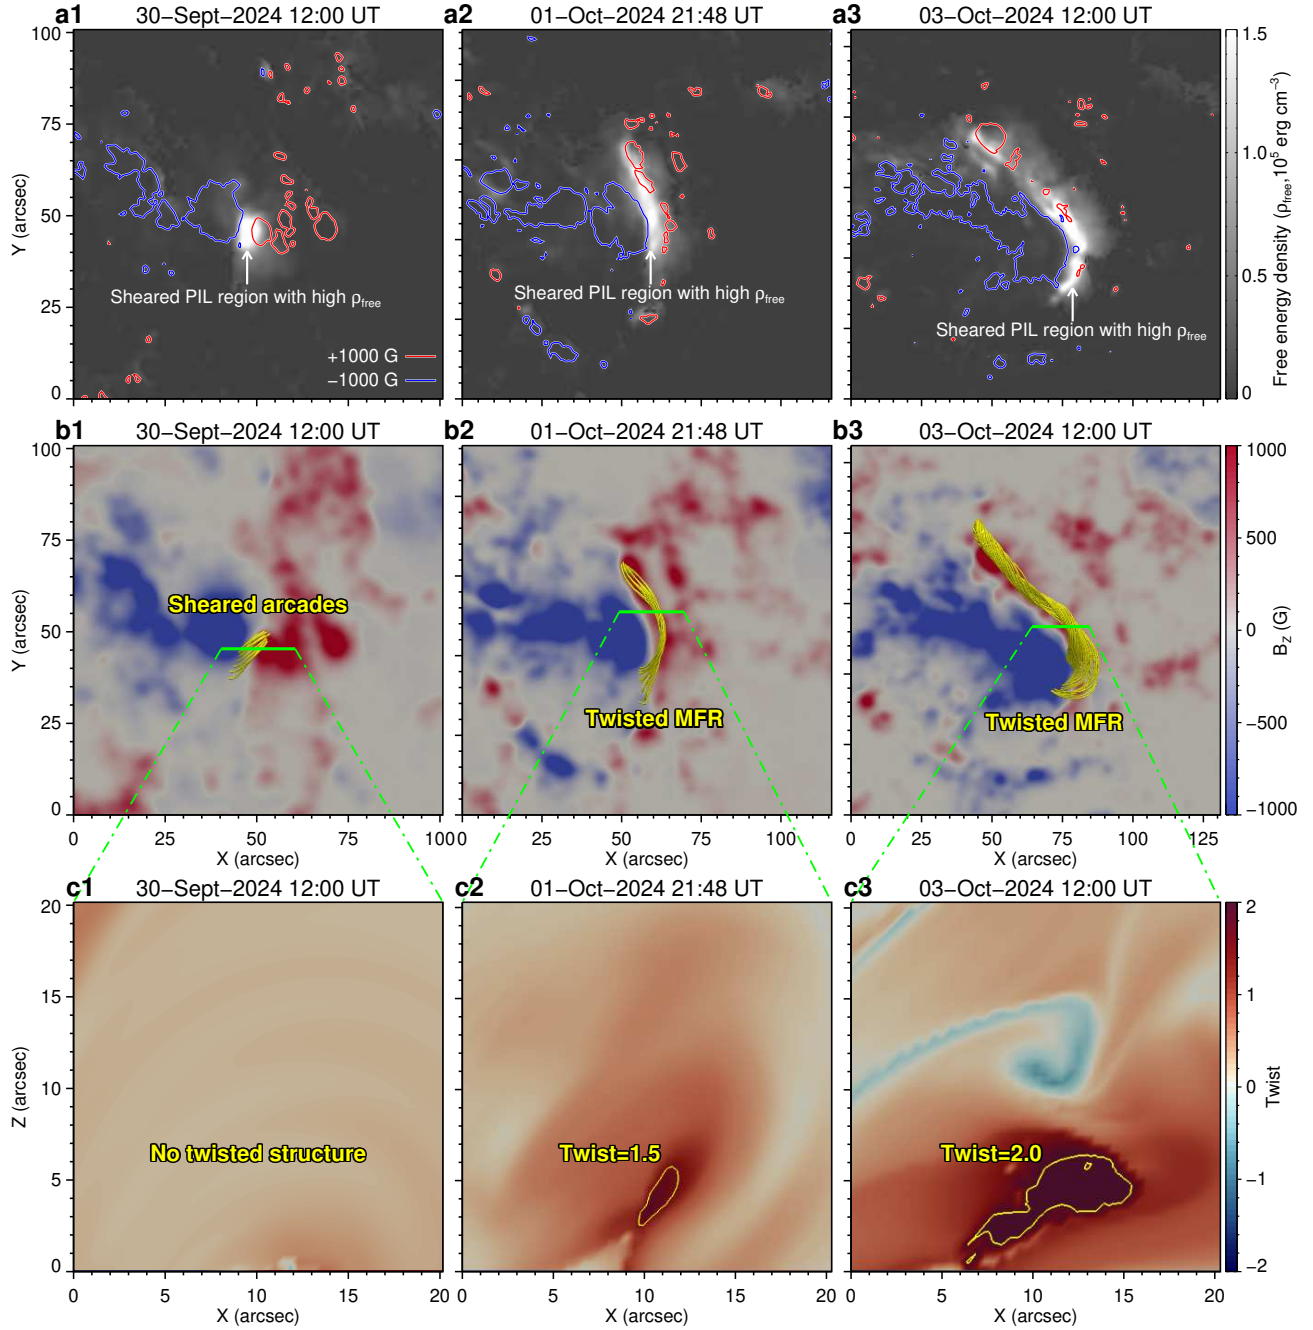 a1 30-Sept-2024 12:00 UT
a2 01-Oct-2024 21:48 UT
a3 03-Oct-2024 12:00 UT
100
75
50
25
0
Y (arcsec)
Sheared PIL region with high ρfree
+1000 G
−1000 G
Sheared PIL region with high ρfree
Sheared PIL region with high ρfree
1.5
1.0
0.5
0
Free energy density (ρfree,10⁵ erg cm⁻³)
b1 30-Sept-2024 12:00 UT
b2 01-Oct-2024 21:48 UT
b3 03-Oct-2024 12:00 UT
100
75
50
25
0
Y (arcsec)
Sheared arcades
Twisted MFR
Twisted MFR
1000
500
0
−500
−1000
BZ (G)
0 25 50 75 100
X (arcsec)
0 25 50 75 100
X (arcsec)
0 25 50 75 100 125
X (arcsec)
c1 30-Sept-2024 12:00 UT
c2 01-Oct-2024 21:48 UT
c3 03-Oct-2024 12:00 UT
20
15
10
5
0
Z (arcsec)
No twisted structure
Twist=1.5
Twist=2.0
2
1
0
−1
−2
Twist
0 5 10 15 20
X (arcsec)
0 5 10 15 20
X (arcsec)
0 5 10 15 20
X (arcsec)